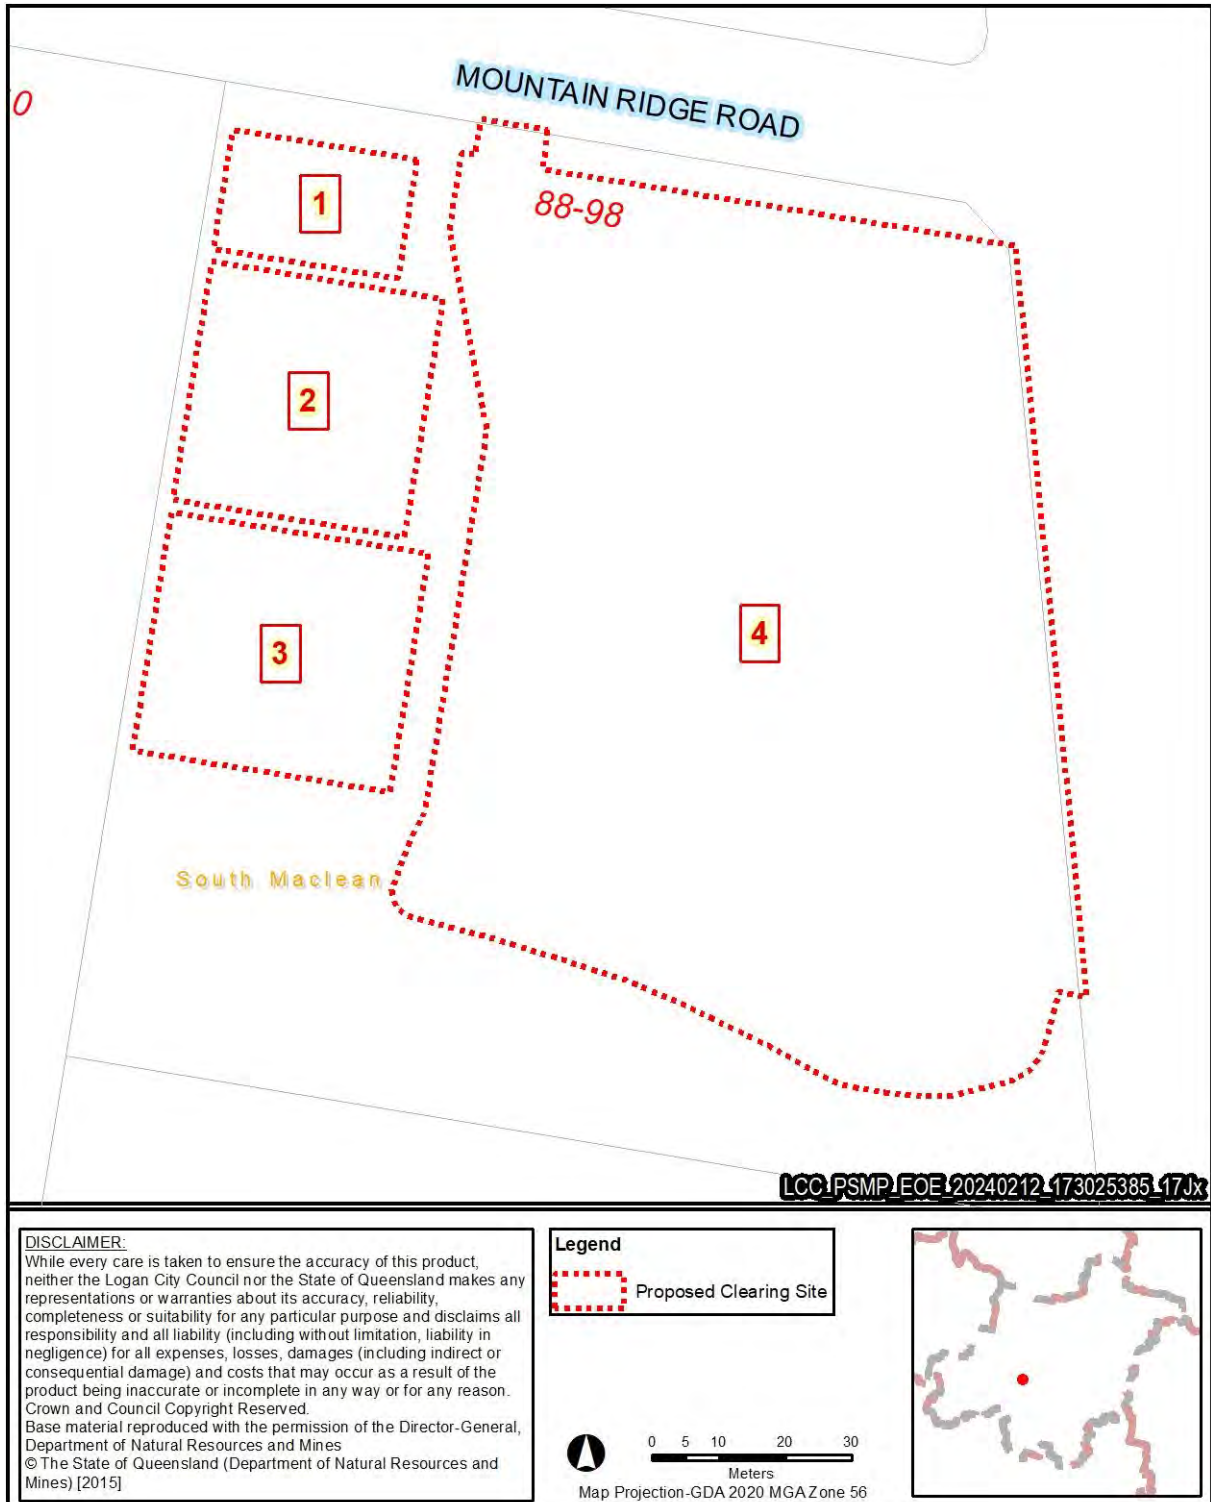 MOUNTAIN RIDGE ROAD
0
1
88-98
2
3
4
South Maclean
LCC_PSMP_EOE_20240212_173025385_17Jx
DISCLAIMER:
While every care is taken to ensure the accuracy of this product,
neither the Logan City Council nor the State of Queensland makes any
representations or warranties about its accuracy, reliability,
completeness or suitability for any particular purpose and disclaims all
responsibility and all liability (including without limitation, liability in
negligence) for all expenses, losses, damages (including indirect or
consequential damage) and costs that may occur as a result of the
product being inaccurate or incomplete in any way or for any reason.
Crown and Council Copyright Reserved.
Base material reproduced with the permission of the Director-General,
Department of Natural Resources and Mines
© The State of Queensland (Department of Natural Resources and
Mines) [2015]
Legend
Proposed Clearing Site
0 5 10 20 30
Meters
Map Projection-GDA 2020 MGA Zone 56